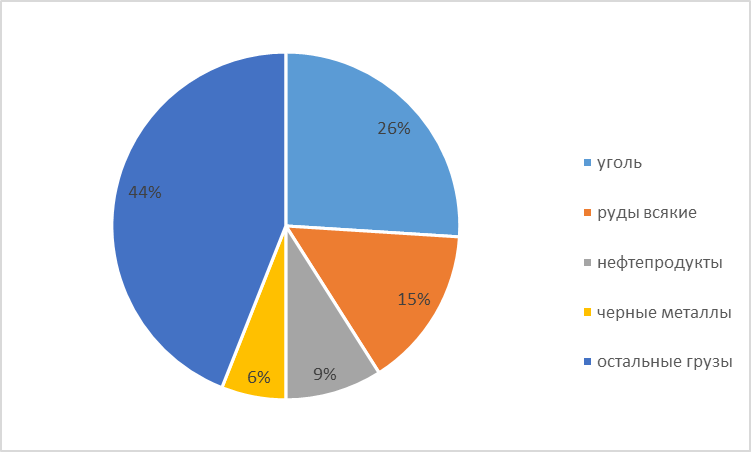 26%
15%
9%
6%
44%
уголь
руды всякие
нефтепродукты
черные металлы
остальные грузы